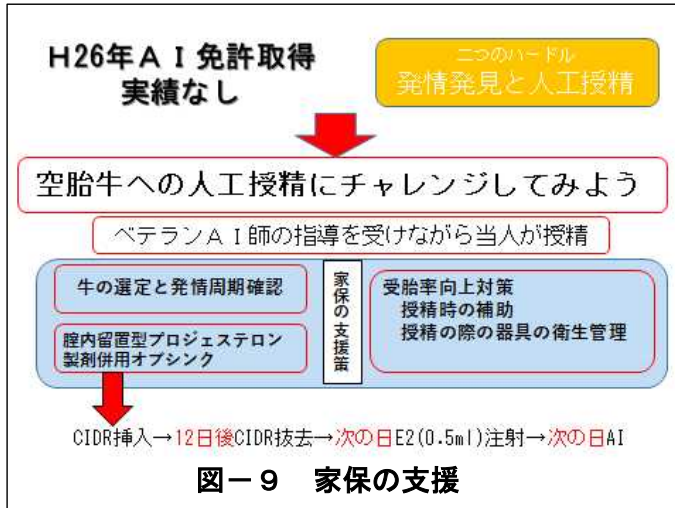 H26年AI免許取得
実績なし
二つのハードル
発情発見と人工授精
空胎牛への人工授精にチャレンジしてみよう
ベテランAI師の指導を受けながら当人が授精
牛の選定と発情周期確認
腟内留置型プロジェステロン
製剤併用オブシンク
家保の支援策
受胎率向上対策
授精時の補助
授精の際の器具の衛生管理
CIDR挿入→12日後CIDR抜去→次の日E2(0.5ml)注射→次の日AI
図－9 家保の支援